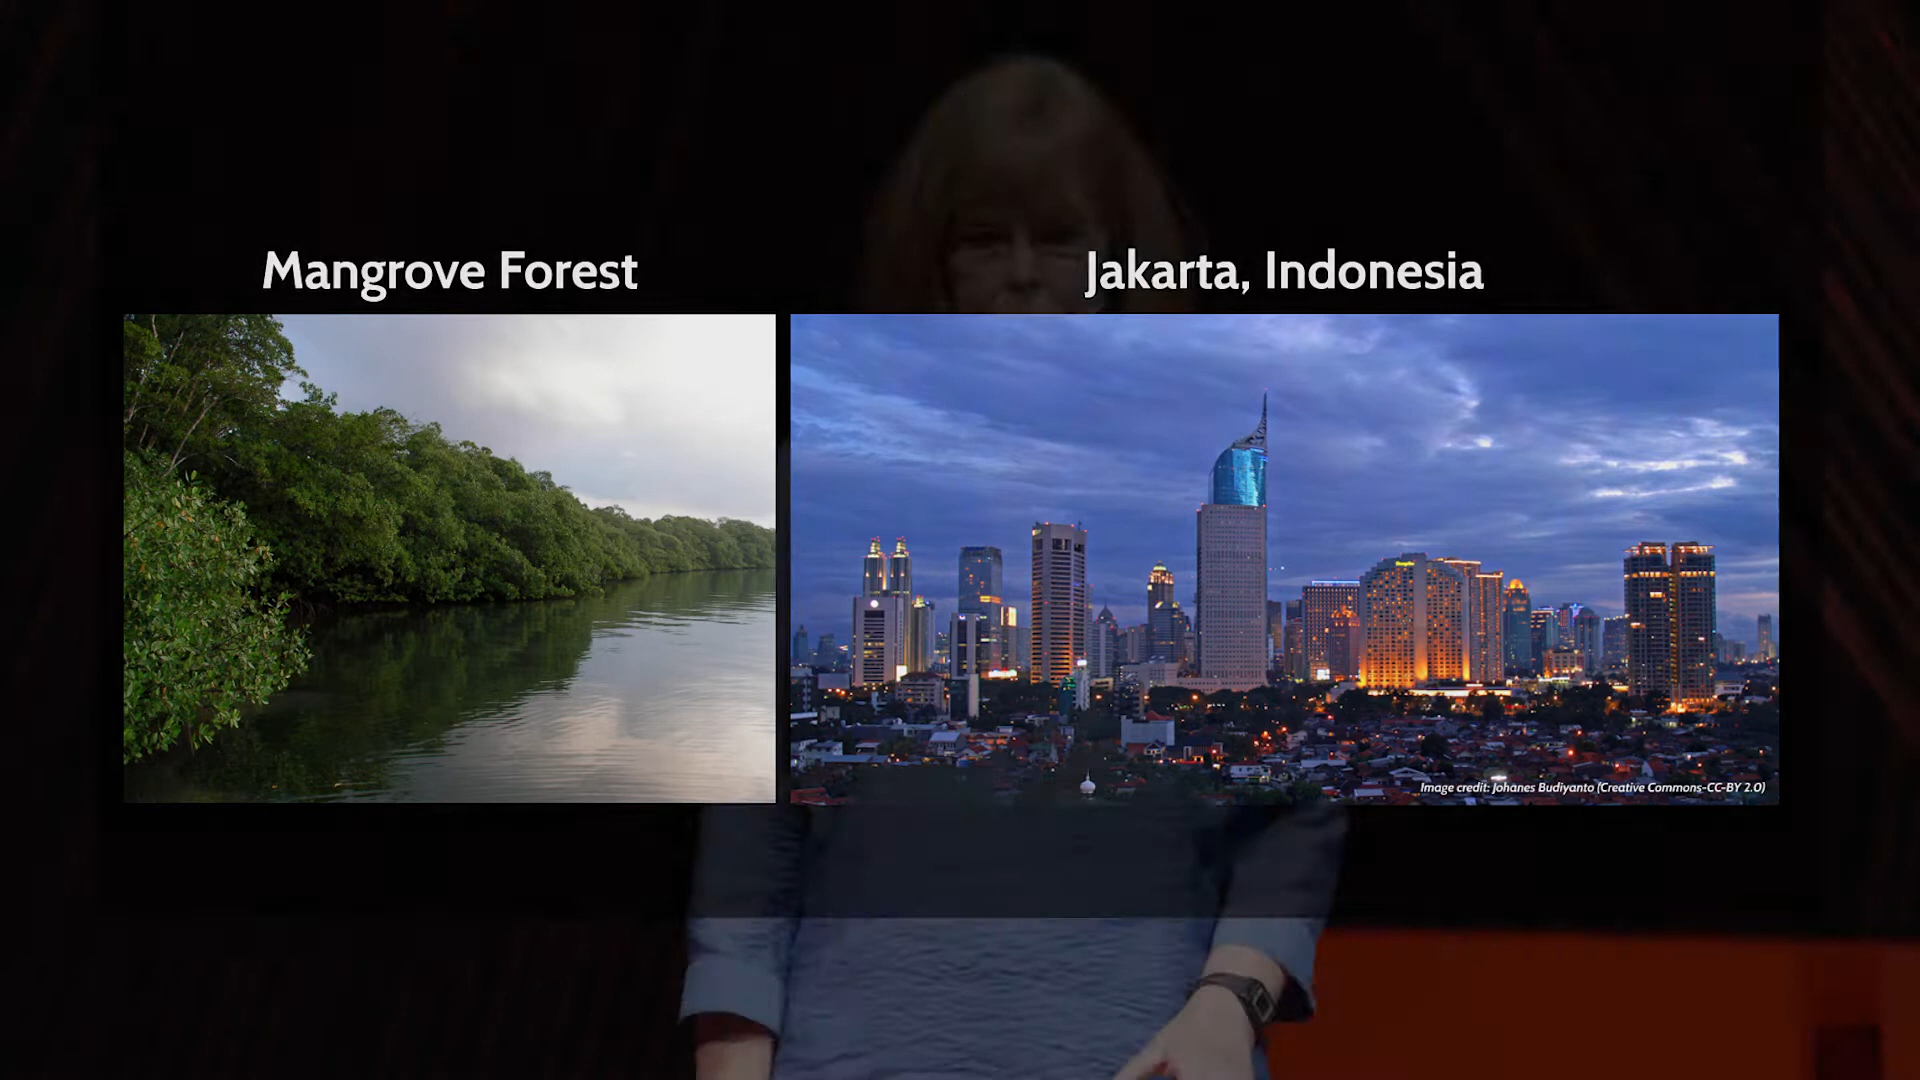 Mangrove Forest
Jakarta, Indonesia
Image credit: Johanes Budiyanto (Creative Commons-CC-BY 2.0)